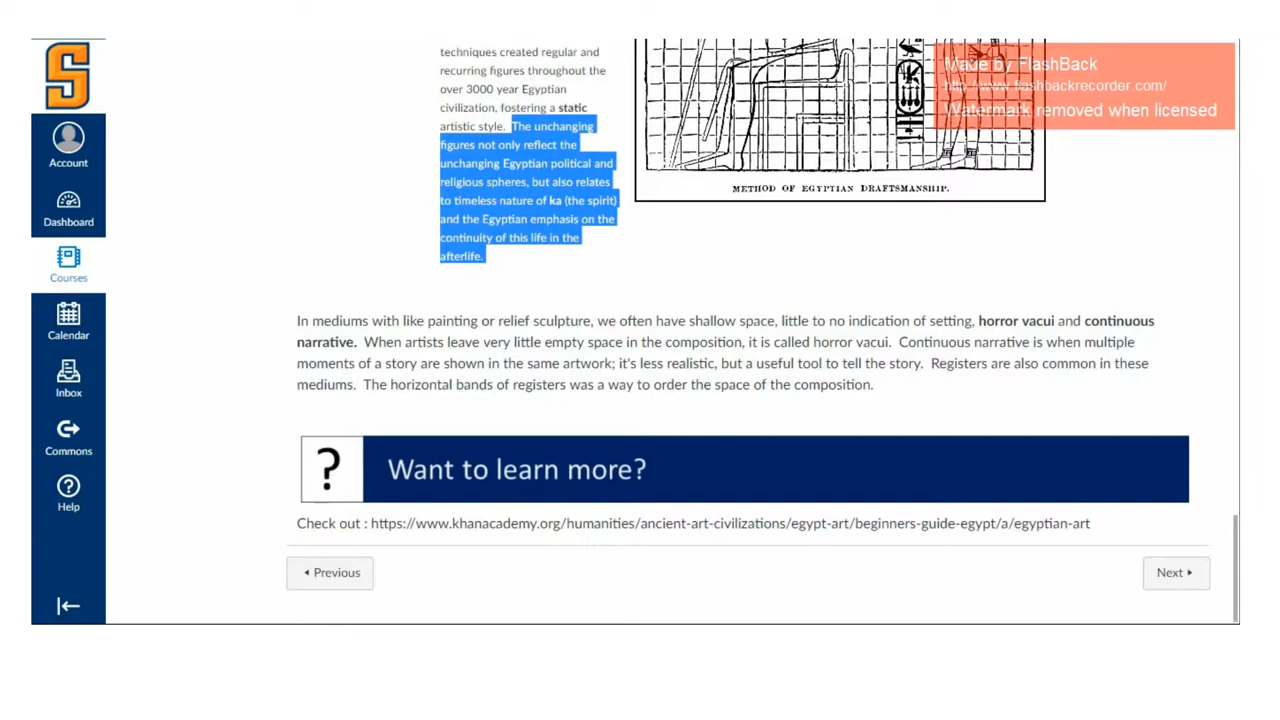 S
Account
Dashboard
Courses
Calendar
Inbox
Commons
Help
techniques created regular and
recurring figures throughout the
over 3000 year Egyptian
civilization, fostering a static
artistic style. The unchanging
figures not only reflect the
unchanging Egyptian political and
religious spheres, but also relates
to timeless nature of ka (the spirit)
and the Egyptian emphasis on the
continuity of this life in the
afterlife.
METHOD OF EGYPTIAN DRAFTSMANSHIP.
Made by FlashBack
http://www.flashbackrecorder.com/
Watermark removed when licensed
In mediums with like painting or relief sculpture, we often have shallow space, little to no indication of setting, horror vacui and continuous
narrative. When artists leave very little empty space in the composition, it is called horror vacui. Continuous narrative is when multiple
moments of a story are shown in the same artwork; it's less realistic, but a useful tool to tell the story. Registers are also common in these
mediums. The horizontal bands of registers was a way to order the space of the composition.
? Want to learn more?
Check out : https://www.khanacademy.org/humanities/ancient-art-civilizations/egypt-art/beginners-guide-egypt/a/egyptian-art
Previous
Next